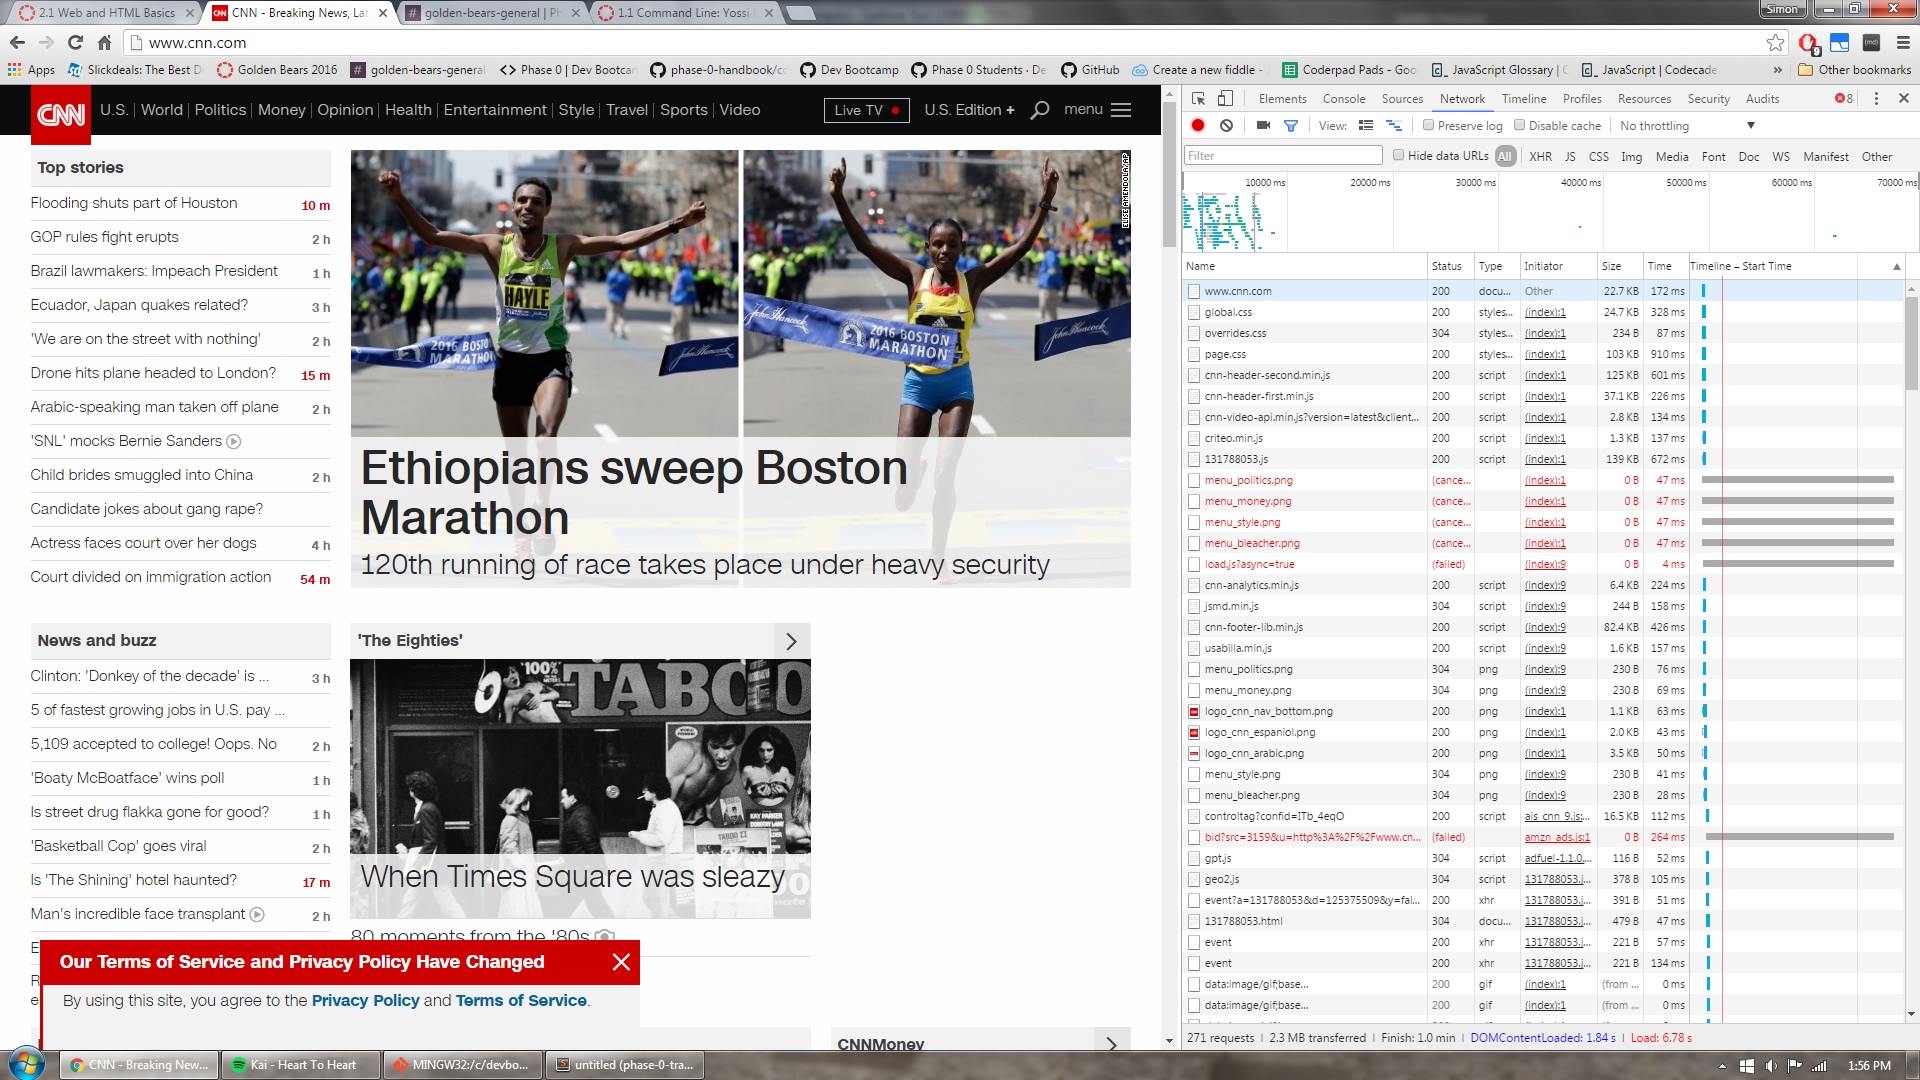 2.1 Web and HTML Basics
CNN - Breaking News, Lat
golden-bears-general | Ph
1.1 Command Line: Yossi
Simon
www.cnn.com
Apps
Slickdeals: The Best D
Golden Bears 2016
golden-bears-general
Phase 0 | Dev Bootcam
phase-0-handbook/co
Dev Bootcamp
Phase 0 Students · De
GitHub
Create a new fiddle -
Coderpad Pads - Goo
JavaScript Glossary | C
JavaScript | Codecade
»
Other bookmarks
CNN
U.S. | World | Politics | Money | Opinion | Health | Entertainment | Style | Travel | Sports | Video
Live TV
U.S. Edition +
menu
Top stories
Flooding shuts part of Houston 10 m
GOP rules fight erupts 2 h
Brazil lawmakers: Impeach President 1 h
Ecuador, Japan quakes related? 3 h
'We are on the street with nothing' 2 h
Drone hits plane headed to London? 15 m
Arabic-speaking man taken off plane 2 h
'SNL' mocks Bernie Sanders
Child brides smuggled into China 2 h
Candidate jokes about gang rape?
Actress faces court over her dogs 4 h
Court divided on immigration action 54 m
ELISE AMENDOLA/AP
HAYLE
2016 BOSTON
MARATHON
John Hancock
John Hancock
2016 BOSTON
MARATHON
John Hancock
Ethiopians sweep Boston
Marathon
120th running of race takes place under heavy security
News and buzz
Clinton: 'Donkey of the decade' is ... 3 h
5 of fastest growing jobs in U.S. pay ...
5,109 accepted to college! Oops. No 2 h
'Boaty McBoatface' wins poll 1 h
Is street drug flakka gone for good? 1 h
'Basketball Cop' goes viral 2 h
Is 'The Shining' hotel haunted? 17 m
Man's incredible face transplant 2 h
E
R
e
'The Eighties'
100%
TABOO
TABOO II
When Times Square was sleazy
80 moments from the '80s
Our Terms of Service and Privacy Policy Have Changed
By using this site, you agree to the Privacy Policy and Terms of Service.
CNNMoney
Elements Console Sources Network Timeline Profiles Resources Security Audits 8
View: Preserve log Disable cache No throttling
Filter Hide data URLs All XHR JS CSS Img Media Font Doc WS Manifest Other
10000 ms 20000 ms 30000 ms 40000 ms 50000 ms 60000 ms 70000 ms
Name Status Type Initiator Size Time Timeline – Start Time
www.cnn.com 200 docu... Other 22.7 KB 172 ms
global.css 200 styles... (index):1 24.7 KB 328 ms
overrides.css 304 styles... (index):1 234 B 87 ms
page.css 200 styles... (index):1 103 KB 910 ms
cnn-header-second.min.js 200 script (index):1 125 KB 601 ms
cnn-header-first.min.js 200 script (index):1 37.1 KB 226 ms
cnn-video-api.min.js?version=latest&client... 200 script (index):1 2.8 KB 134 ms
criteo.min.js 200 script (index):1 1.3 KB 137 ms
131788053.js 200 script (index):1 139 KB 672 ms
menu_politics.png (cance... (index):1 0 B 47 ms
menu_money.png (cance... (index):1 0 B 47 ms
menu_style.png (cance... (index):1 0 B 47 ms
menu_bleacher.png (cance... (index):1 0 B 47 ms
load.js?async=true (failed) (index):9 0 B 4 ms
cnn-analytics.min.js 200 script (index):9 6.4 KB 224 ms
jsmd.min.js 304 script (index):9 244 B 158 ms
cnn-footer-lib.min.js 200 script (index):9 82.4 KB 426 ms
usabilla.min.js 200 script (index):9 1.6 KB 157 ms
menu_politics.png 304 png (index):9 230 B 76 ms
menu_money.png 304 png (index):9 230 B 69 ms
logo_cnn_nav_bottom.png 200 png (index):1 1.1 KB 63 ms
logo_cnn_espaniol.png 200 png (index):1 2.0 KB 43 ms
logo_cnn_arabic.png 200 png (index):1 3.5 KB 50 ms
menu_style.png 304 png (index):9 230 B 41 ms
menu_bleacher.png 304 png (index):9 230 B 28 ms
controltag?confid=ITb_4eqO 200 script ais_cnn_9.js:... 16.5 KB 112 ms
bid?src=3159&u=http%3A%2F%2Fwww.cn... (failed) amzn_ads.js:1 0 B 264 ms
gpt.js 304 script adfuel-1.1.0.... 116 B 52 ms
geo2.js 304 script 131788053.j... 378 B 105 ms
event?a=131788053&d=125375509&y=fal... 200 xhr 131788053.j... 391 B 51 ms
131788053.html 304 docu... 131788053.j... 479 B 47 ms
event 200 xhr 131788053.j... 221 B 57 ms
event 200 xhr 131788053.j... 221 B 134 ms
data:image/gif;base... 200 gif (index):1 (from ... 0 ms
data:image/gif;base... 200 gif (index):1 (from ... 0 ms
271 requests | 2.3 MB transferred | Finish: 1.0 min | DOMContentLoaded: 1.84 s | Load: 6.78 s
CNN - Breaking New...
Kai - Heart To Heart
MINGW32:/c/devbo...
untitled (phase-0-tra...
1:56 PM